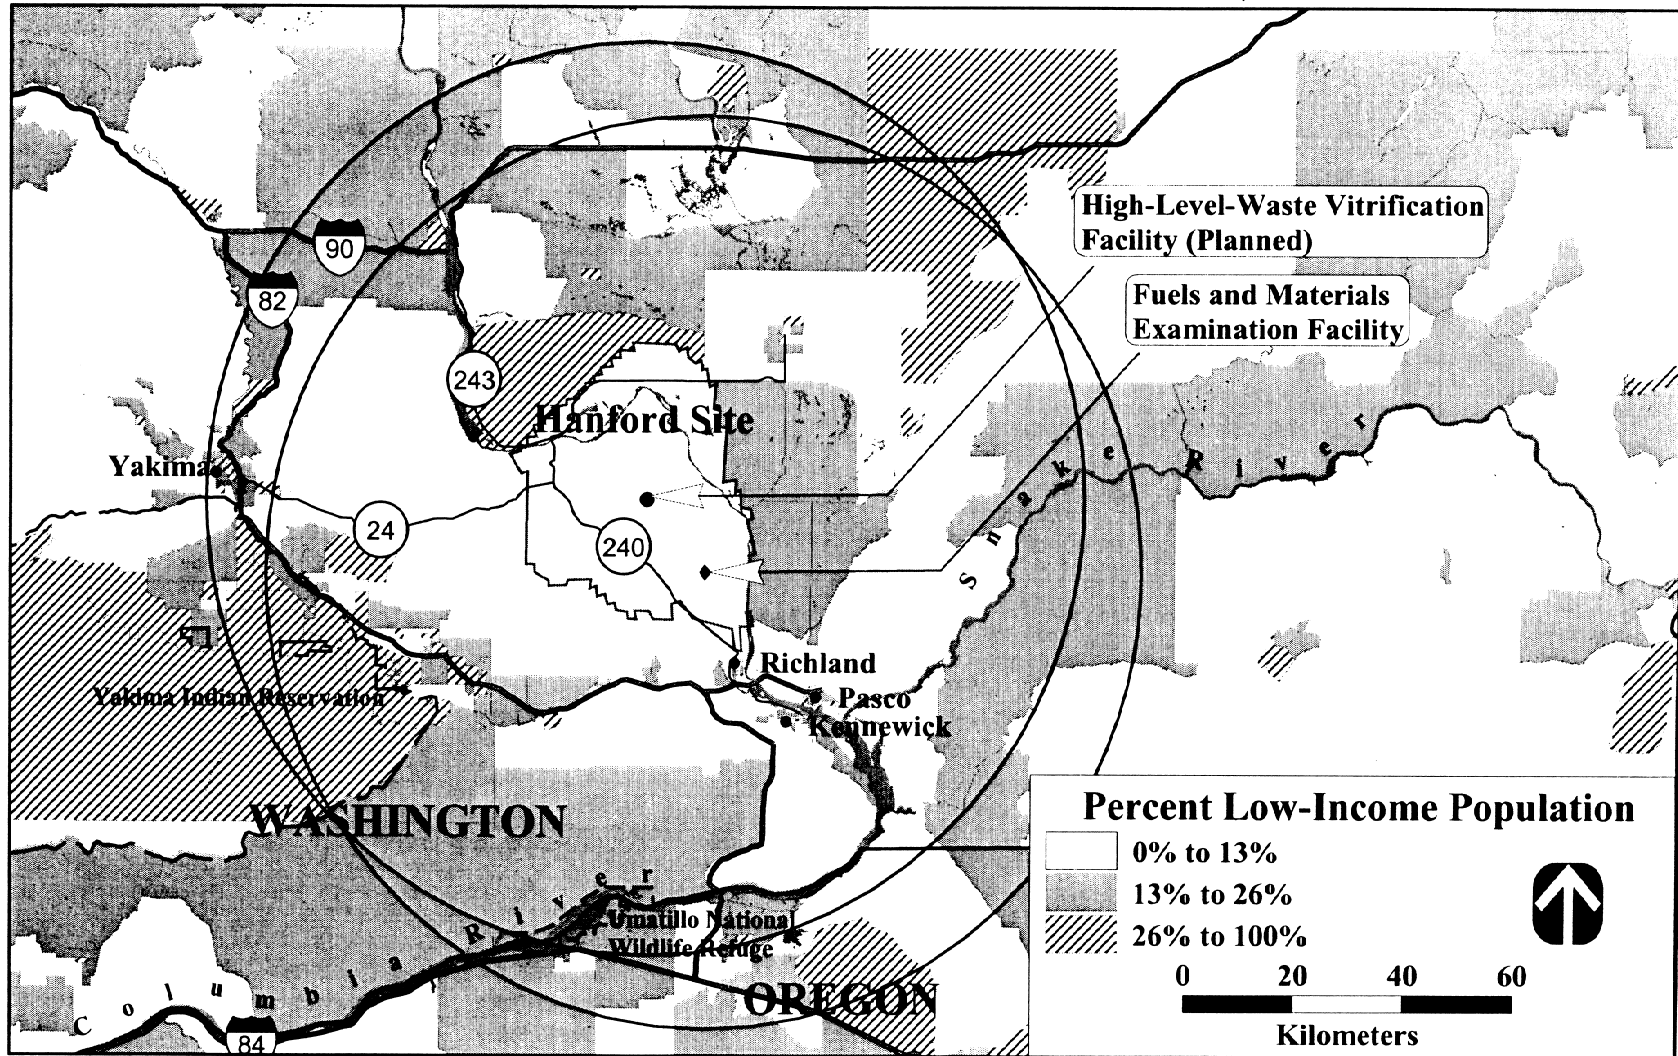 High-Level-Waste Vitrification
Facility (Planned)
90
82
Fuels and Materials
Examination Facility
243
Hanford Site
Yakima
Snake River
24
240
Richland
Yakima Indian Reservation
Pasco
Kennewick
WASHINGTON
Umatillo National
Wildlife Refuge
Columbia River
OREGON
84
Percent Low-Income Population
0% to 13%
13% to 26%
26% to 100%
0 20 40 60
Kilometers